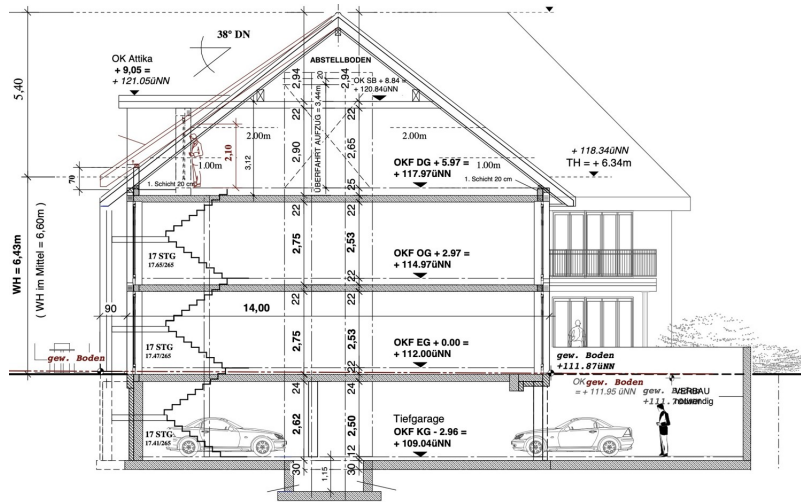 38° DN
OK Attika
+ 9,05 =
+ 121.05üNN
5,40
ABSTELLBODEN
2,94
20
2,94
OK SB + 8.84 =
+ 120.84üNN
22
22
ÜBERFAHRT AUFZUG = 3,44m
2.00m
2.00m
2,10
3,12
2,90
2,65
1.00m
1.00m
70
1. Schicht 20 cm
1. Schicht 20 cm
25
OKF DG + 5.97 =
+ 117.97üNN
+ 118.34üNN
TH = + 6.34m
22
22
WH = 6,43m
( WH im Mittel = 6,60m )
17 STG
17.65/265
2,75
2,53
OKF OG + 2.97 =
+ 114.97üNN
22
22
22
90
14,00
17 STG
17.47/265
2,75
2,53
OKF EG + 0.00 =
+ 112.00üNN
22
gew. Boden
gew. Boden
+111.87üNN
24
24
OK gew. Boden
= + 111.95 üNN
VERBAU
notwendig
17 STG
17.41/265
2,62
2,50
Tiefgarage
OKF KG - 2.96 =
+ 109.04üNN
30
12
30
1,15